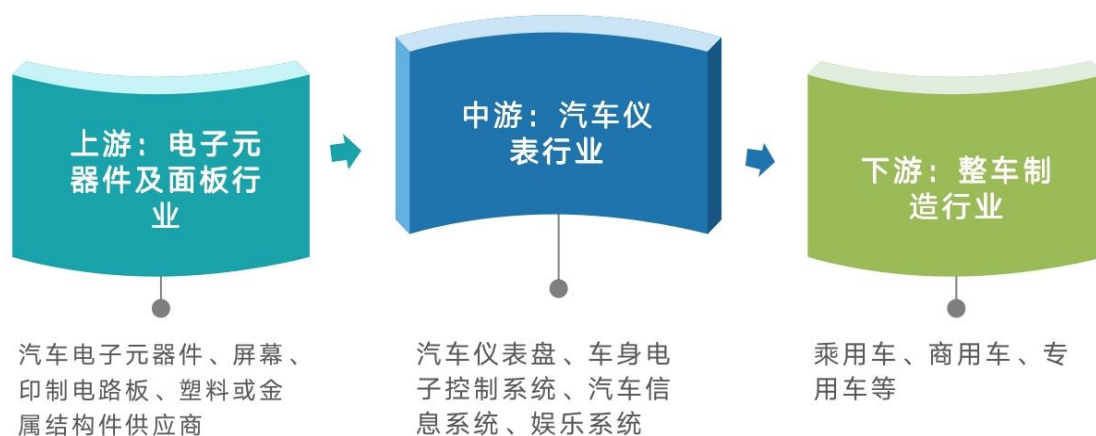 上游：电子元
器件及面板行
业
汽车电子元器件、屏幕、
印制电路板、塑料或金
属结构件供应商
中游：汽车仪
表行业
汽车仪表盘、车身电
子控制系统、汽车信
息系统、娱乐系统
下游：整车制
造行业
乘用车、商用车、专
用车等